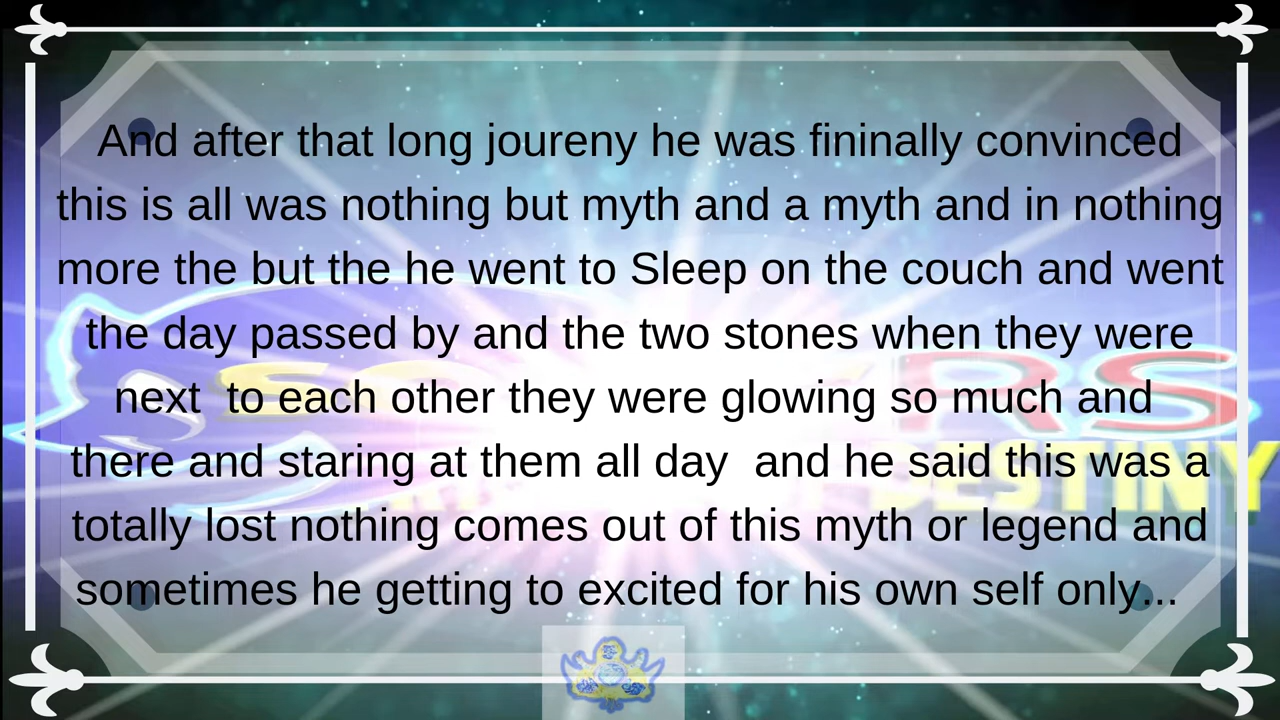 And after that long joureny he was fininally convinced
this is all was nothing but myth and a myth and in nothing
more the but the he went to Sleep on the couch and went
the day passed by and the two stones when they were
next  to each other they were glowing so much and
there and staring at them all day  and he said this was a
totally lost nothing comes out of this myth or legend and
sometimes he getting to excited for his own self only...
RS
DESTINY